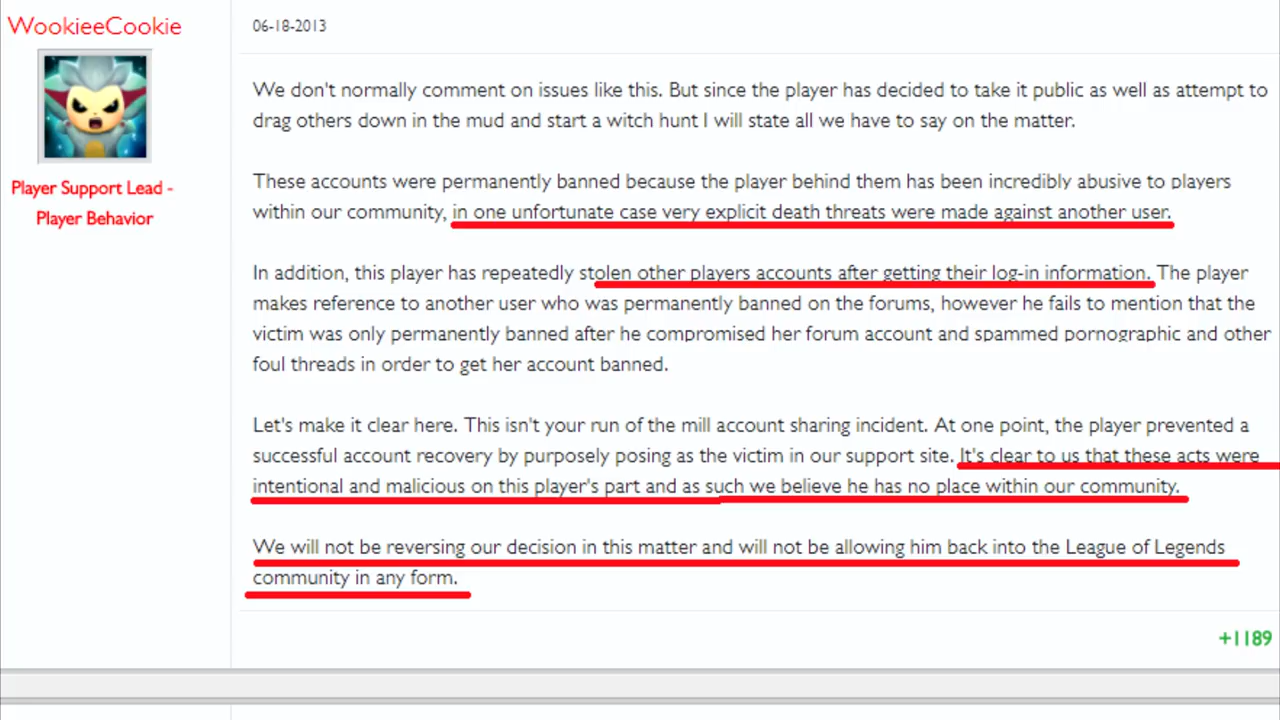 WookieeCookie
06-18-2013
Player Support Lead -
Player Behavior
We don't normally comment on issues like this. But since the player has decided to take it public as well as attempt to
drag others down in the mud and start a witch hunt I will state all we have to say on the matter.
These accounts were permanently banned because the player behind them has been incredibly abusive to players
within our community, in one unfortunate case very explicit death threats were made against another user.
In addition, this player has repeatedly stolen other players accounts after getting their log-in information. The player
makes reference to another user who was permanently banned on the forums, however he fails to mention that the
victim was only permanently banned after he compromised her forum account and spammed pornographic and other
foul threads in order to get her account banned.
Let's make it clear here. This isn't your run of the mill account sharing incident. At one point, the player prevented a
successful account recovery by purposely posing as the victim in our support site. It's clear to us that these acts were
intentional and malicious on this player's part and as such we believe he has no place within our community.
We will not be reversing our decision in this matter and will not be allowing him back into the League of Legends
community in any form.
+1189